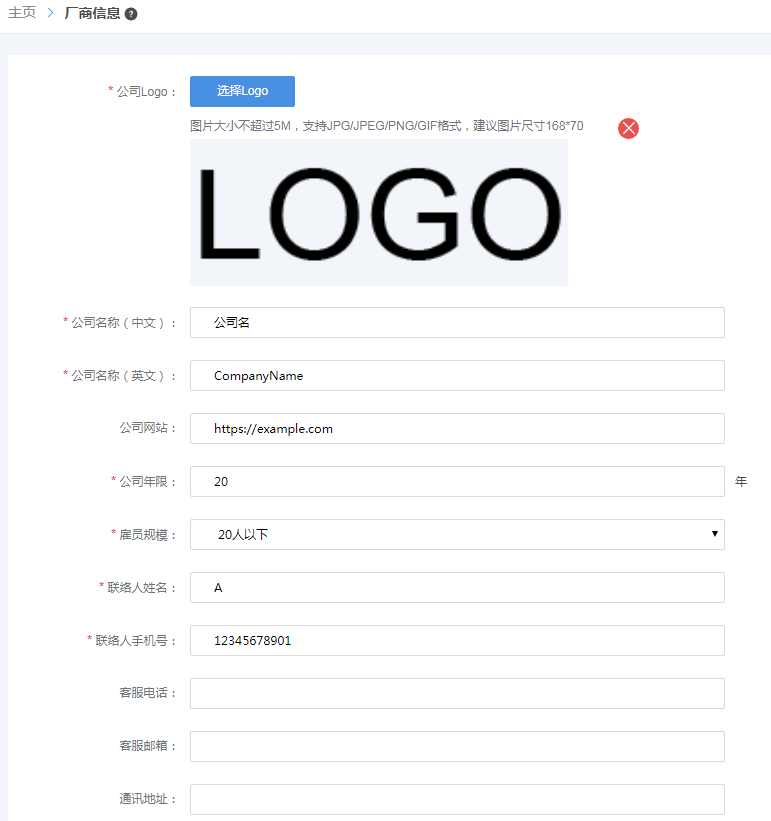 主页 > 厂商信息 ?
* 公司Logo： 选择Logo
图片大小不超过5M，支持JPG/JPEG/PNG/GIF格式，建议图片尺寸168*70
LOGO
* 公司名称（中文）： 公司名
* 公司名称（英文）： CompanyName
公司网站： https://example.com
* 公司年限： 20 年
* 雇员规模： 20人以下
* 联络人姓名： A
* 联络人手机号： 12345678901
客服电话：
客服邮箱：
通讯地址：